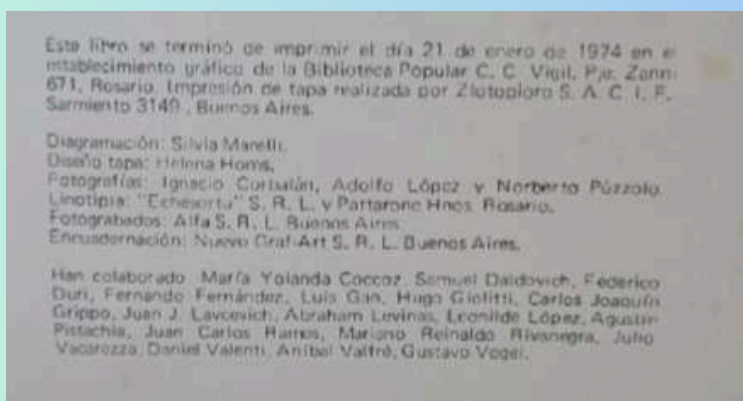 Este libro se terminó de imprimir el día 21 de enero de 1974 en el
establecimiento gráfico de la Biblioteca Popular C. C. Vigil, Pje. Zanni
671, Rosario. Impresión de tapa realizada por Zlotopioro S. A. C. I. F.
Sarmiento 3149, Buenos Aires.
Diagramación: Silvia Marelli.
Diseño tapa: Helena Homs.
Fotografías: Ignacio Corbalán, Adolfo López y Norberto Púzzolo.
Linotipia: "Echesortu" S. R. L. y Pattarone Hnos. Rosario.
Fotograbados: Alfa S. R. L. Buenos Aires
Encuadernación: Nuevo Graf-Art S. R. L. Buenos Aires.
Han colaborado: María Yolanda Coccoz, Samuel Daidovich, Federico
Duri, Fernando Fernández, Luis Gan, Hugo Giolitti, Carlos Joaquín
Grippo, Juan J. Lavcevich, Abraham Levinas, Leonilde López, Agustín
Pistachia, Juan Carlos Ramos, Mariano Reinaldo Rivanegra, Julio
Vacarezza, Daniel Valenti, Aníbal Valfré, Gustavo Vogel.